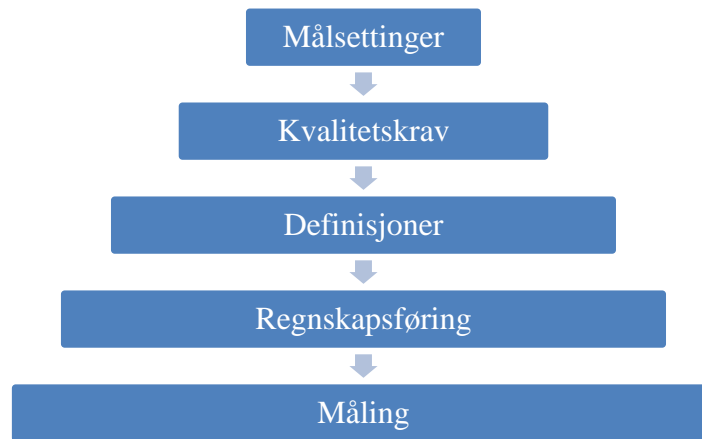 Målsettinger
Kvalitetskrav
Definisjoner
Regnskapsføring
Måling